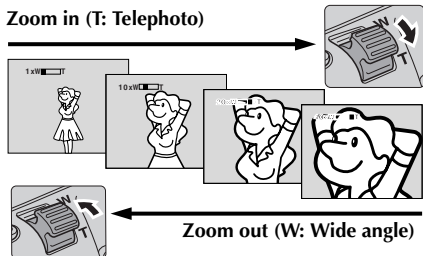 Zoom in (T: Telephoto)
W
T
1xW T
10xW T
W T
T
W
T
Zoom out (W: Wide angle)